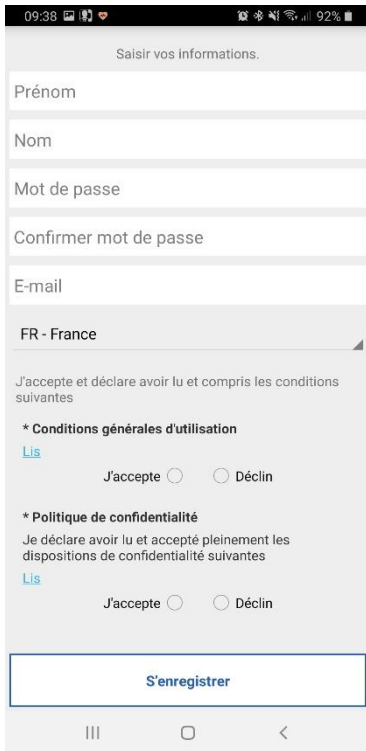 09:38 92%
Saisir vos informations.
Prénom
Nom
Mot de passe
Confirmer mot de passe
E-mail
FR - France
J'accepte et déclare avoir lu et compris les conditions
suivantes
* Conditions générales d'utilisation
Lis
J'accepte Déclin
* Politique de confidentialité
Je déclare avoir lu et accepté pleinement les
dispositions de confidentialité suivantes
Lis
J'accepte Déclin
S'enregistrer